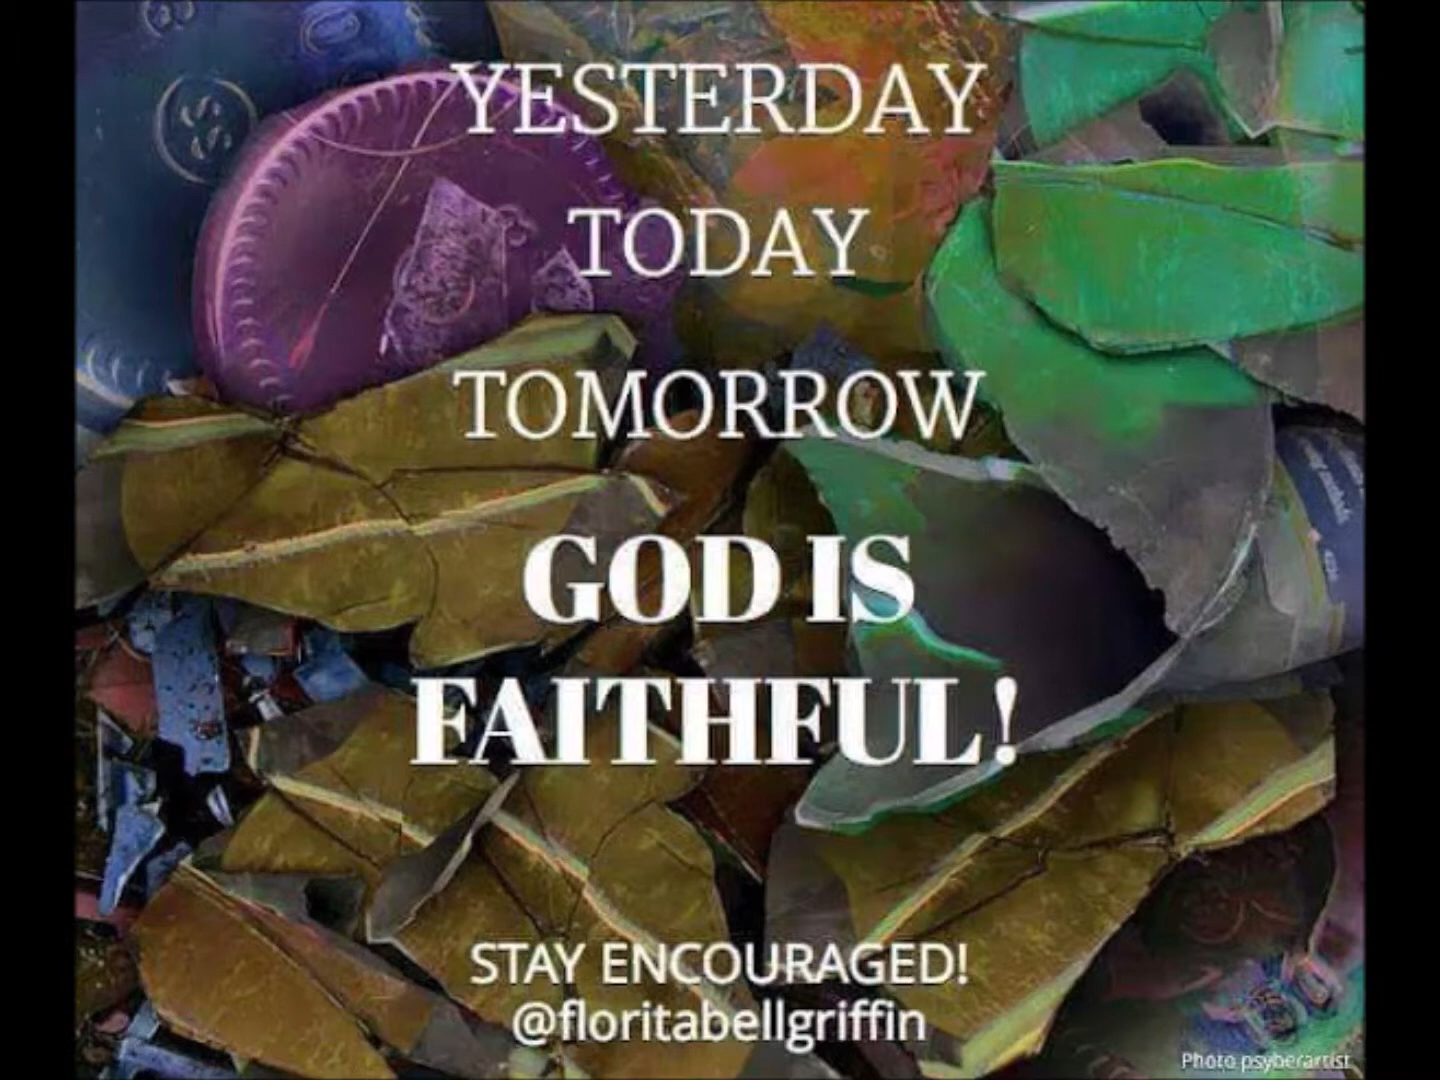 YESTERDAY
TODAY
TOMORROW
GOD IS
FAITHFUL!
STAY ENCOURAGED!
@floritabellgriffin
Photo psyberartist